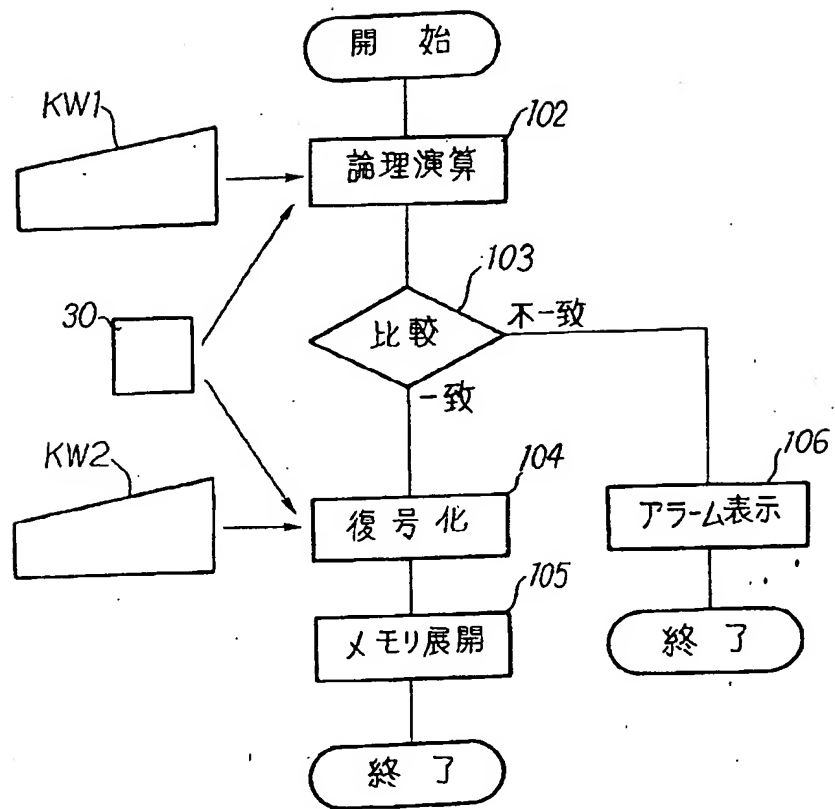 開始
KW1
102
論理演算
103
30
比較
不一致
一致
KW2
104
106
復号化
アラーム表示
105
メモリ展開
終了
終了